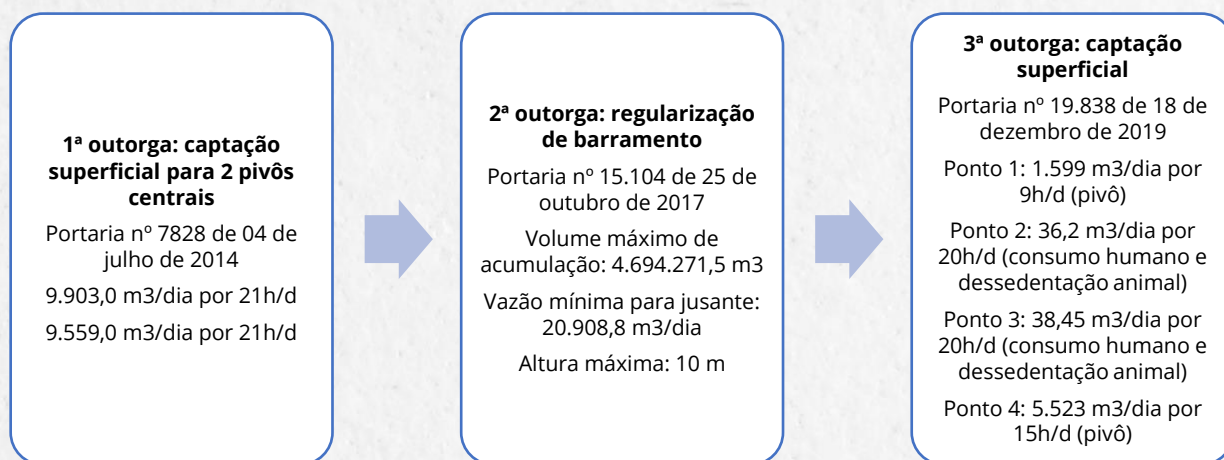 1ª outorga: captação
superficial para 2 pivôs
centrais
Portaria nº 7828 de 04 de
julho de 2014
9.903,0 m3/dia por 21h/d
9.559,0 m3/dia por 21h/d
2ª outorga: regularização
de barramento
Portaria nº 15.104 de 25 de
outubro de 2017
Volume máximo de
acumulação: 4.694.271,5 m3
Vazão mínima para jusante:
20.908,8 m3/dia
Altura máxima: 10 m
3ª outorga: captação
superficial
Portaria nº 19.838 de 18 de
dezembro de 2019
Ponto 1: 1.599 m3/dia por
9h/d (pivô)
Ponto 2: 36,2 m3/dia por
20h/d (consumo humano e
dessedentação animal)
Ponto 3: 38,45 m3/dia por
20h/d (consumo humano e
dessedentação animal)
Ponto 4: 5.523 m3/dia por
15h/d (pivô)